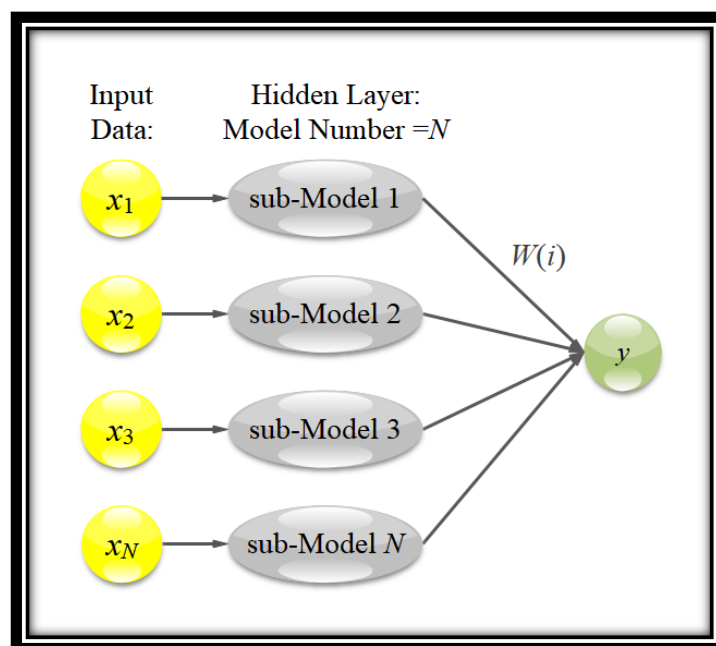 Input
Data:
Hidden Layer:
Model Number =N
x1
sub-Model 1
W(i)
x2
sub-Model 2
y
x3
sub-Model 3
xN
sub-Model N